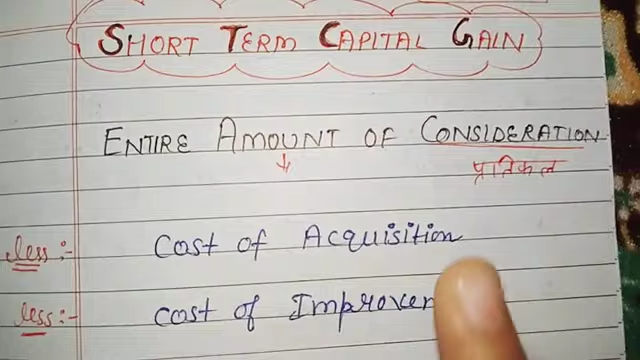 SHORT TERM CAPITAL GAIN
ENTIRE AMOUNT OF CONSIDERATION
प्रतिफल
less :- Cost of Acquisition
less :- Cost of